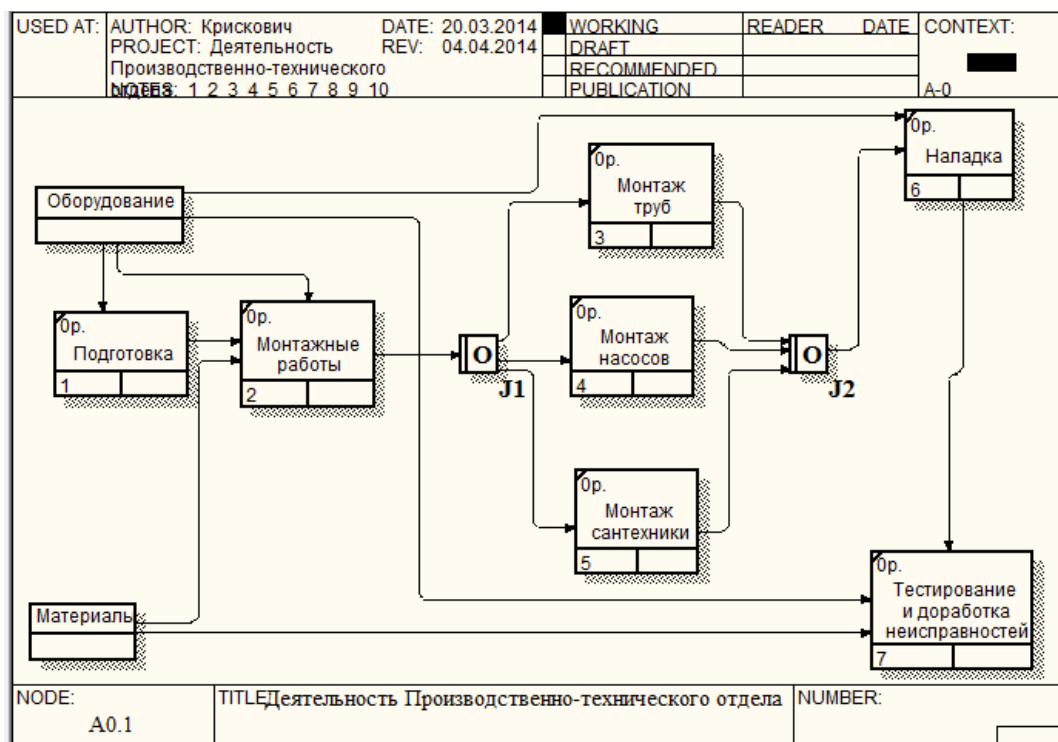 USED AT:
AUTHOR: Крискович
DATE: 20.03.2014
PROJECT: Деятельность
REV: 04.04.2014
Производственно-технического
отдела
NOTES: 1 2 3 4 5 6 7 8 9 10
WORKING
DRAFT
RECOMMENDED
PUBLICATION
READER
DATE
CONTEXT:
A-0
0р.
Наладка
6
0р.
Монтаж
труб
3
Оборудование
0р.
Подготовка
1
0р.
Монтажные
работы
2
O
J1
0р.
Монтаж
насосов
4
O
J2
0р.
Монтаж
сантехники
5
0р.
Тестирование
и доработка
неисправностей
7
Материалы
NODE:
A0.1
TITLE:
Деятельность Производственно-технического отдела
NUMBER: